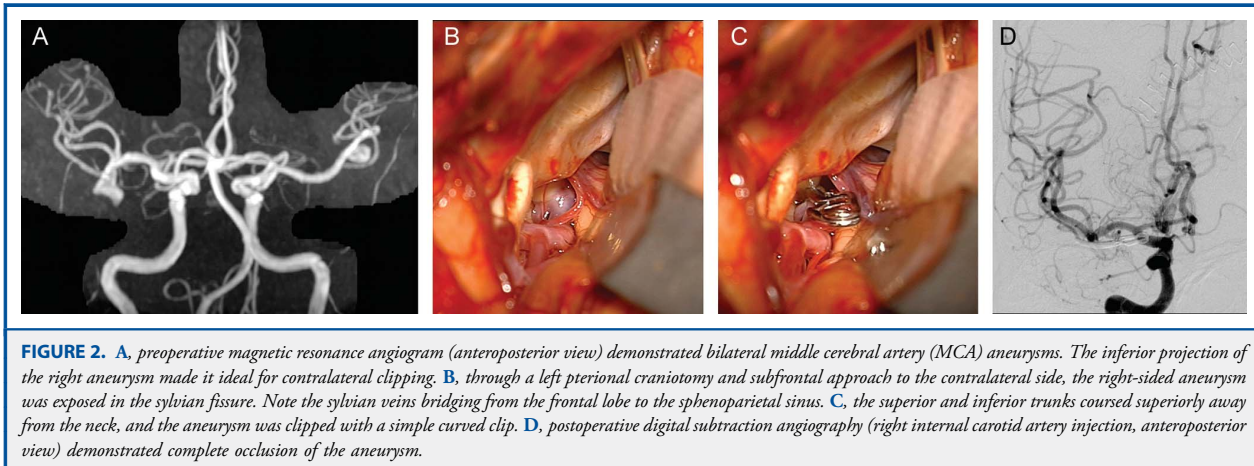 A
B
C
D
FIGURE 2. A, preoperative magnetic resonance angiogram (anteroposterior view) demonstrated bilateral middle cerebral artery (MCA) aneurysms. The inferior projection of
the right aneurysm made it ideal for contralateral clipping. B, through a left pterional craniotomy and subfrontal approach to the contralateral side, the right-sided aneurysm
was exposed in the sylvian fissure. Note the sylvian veins bridging from the frontal lobe to the sphenoparietal sinus. C, the superior and inferior trunks coursed superiorly away
from the neck, and the aneurysm was clipped with a simple curved clip. D, postoperative digital subtraction angiography (right internal carotid artery injection, anteroposterior
view) demonstrated complete occlusion of the aneurysm.